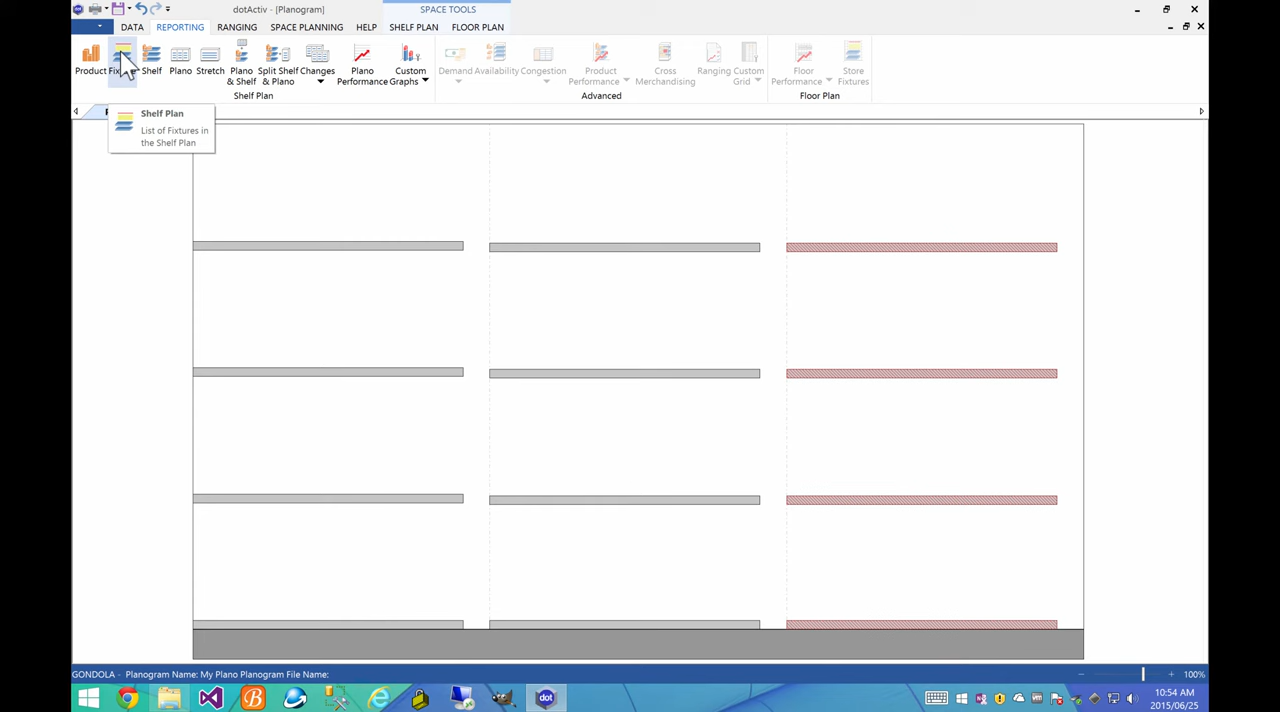 dotActiv - [Planogram]
SPACE TOOLS
DATA REPORTING RANGING SPACE PLANNING HELP SHELF PLAN FLOOR PLAN
Product Shelf Plano Stretch Plano & Shelf Split Shelf & Plano Changes Plano Performance Custom Graphs Demand Availability Congestion Product Performance Cross Merchandising Ranging Custom Grid Floor Performance Store Fixtures
Shelf Plan Advanced Floor Plan
Shelf Plan
List of Fixtures in
the Shelf Plan
GONDOLA Planogram Name: My Plano Planogram File Name: 100%
10:54 AM
2015/06/25